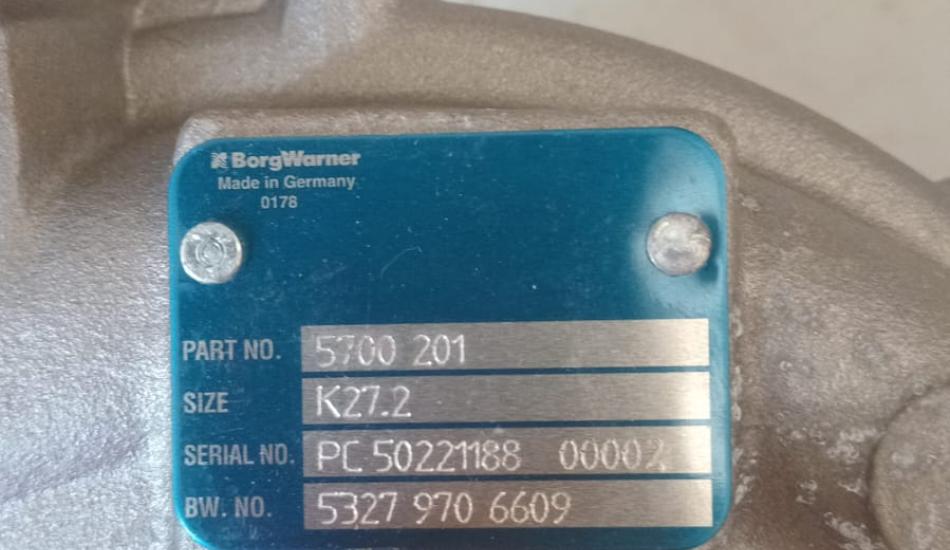 BorgWarner
Made in Germany
0178
PART NO. 5700 201
SIZE K27.2
SERIAL NO. PC 50221188 00002
BW. NO. 5327 970 6609